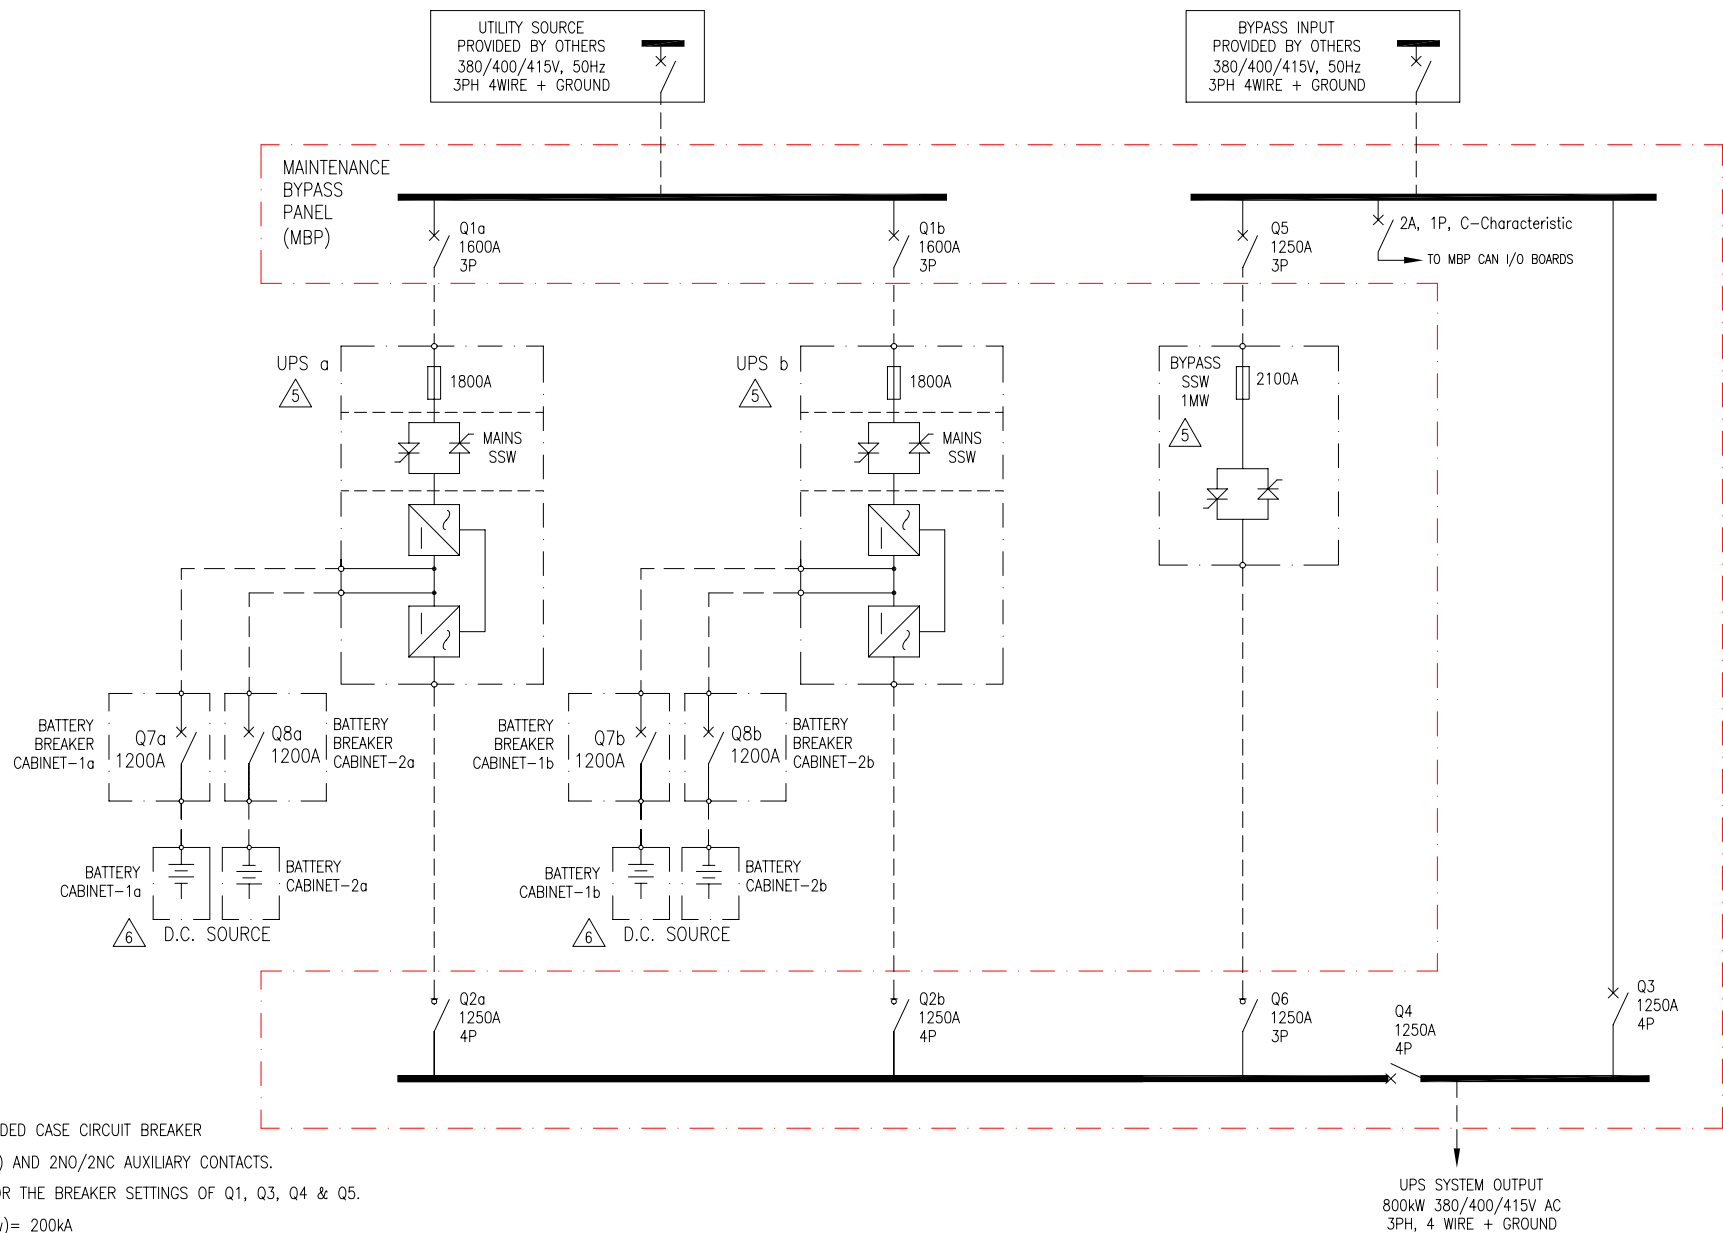 UTILITY SOURCE
PROVIDED BY OTHERS
380/400/415V, 50Hz
3PH 4WIRE + GROUND
BYPASS INPUT
PROVIDED BY OTHERS
380/400/415V, 50Hz
3PH 4WIRE + GROUND
MAINTENANCE
BYPASS
PANEL
(MBP)
Q1a
1600A
3P
Q1b
1600A
3P
Q5
1250A
3P
2A, 1P, C-Characteristic
TO MBP CAN I/O BOARDS
UPS a
5
1800A
MAINS
SSW
UPS b
5
1800A
MAINS
SSW
BYPASS
SSW
1MW
5
2100A
BATTERY
BREAKER
CABINET-1a
Q7a
1200A
Q8a
1200A
BATTERY
BREAKER
CABINET-2a
BATTERY
BREAKER
CABINET-1b
Q7b
1200A
Q8b
1200A
BATTERY
BREAKER
CABINET-2b
BATTERY
CABINET-1a
BATTERY
CABINET-2a
6
D.C. SOURCE
BATTERY
CABINET-1b
BATTERY
CABINET-2b
6
D.C. SOURCE
Q2a
1250A
4P
Q2b
1250A
4P
Q6
1250A
3P
Q4
1250A
4P
Q3
1250A
4P
DED CASE CIRCUIT BREAKER
) AND 2NO/2NC AUXILIARY CONTACTS.
OR THE BREAKER SETTINGS OF Q1, Q3, Q4 & Q5.
)= 200kA
UPS SYSTEM OUTPUT
800kW 380/400/415V AC
3PH, 4 WIRE + GROUND